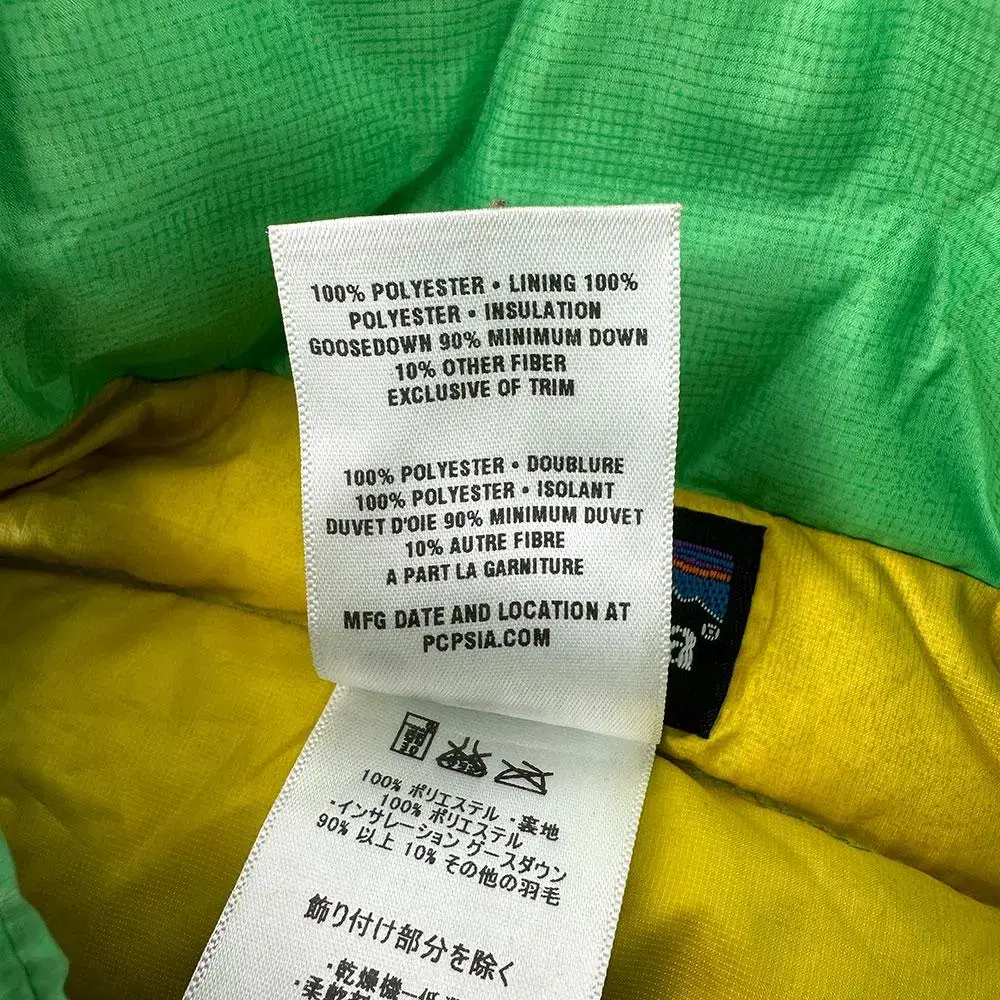 100% POLYESTER • LINING 100%
POLYESTER • INSULATION
GOOSEDOWN 90% MINIMUM DOWN
10% OTHER FIBER
EXCLUSIVE OF TRIM
100% POLYESTER • DOUBLURE
100% POLYESTER • ISOLANT
DUVET D'OIE 90% MINIMUM DUVET
10% AUTRE FIBRE
A PART LA GARNITURE
MFG DATE AND LOCATION AT
PCPSIA.COM
a®
100% ポリエステル ・裏地
100% ポリエステル
・インサレーション グースダウン
90% 以上 10% その他の羽毛
飾り付け部分を除く
・乾燥機ー低
・柔軟